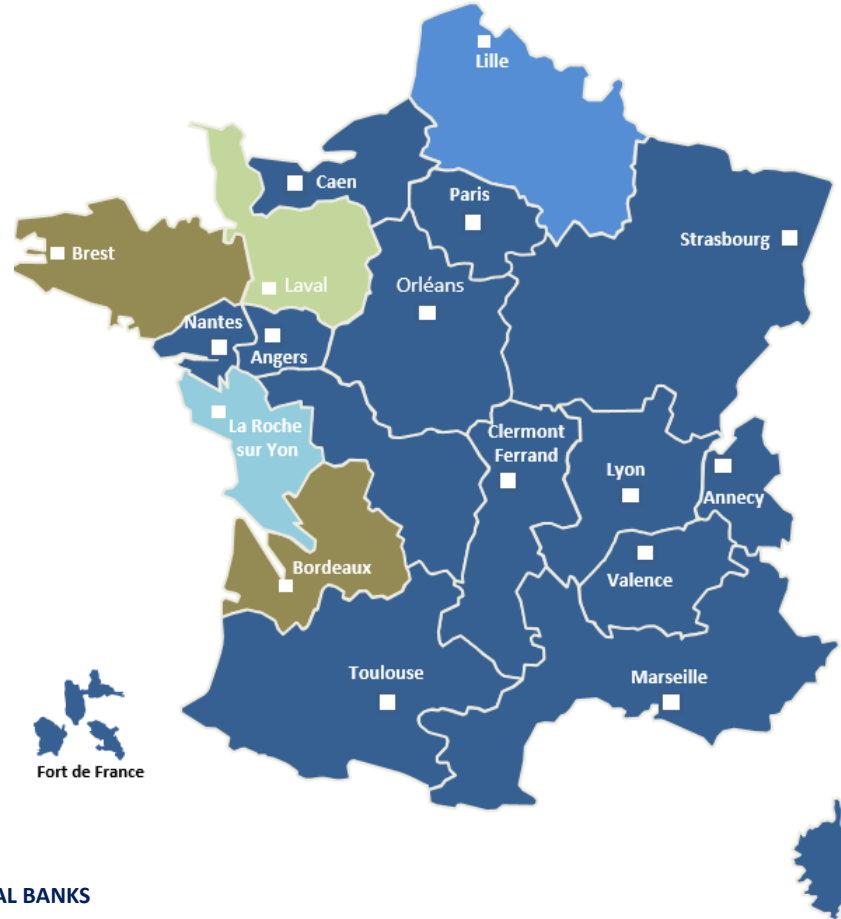 Lille
Caen
Paris
Strasbourg
Brest
Laval
Orléans
Nantes
Angers
La Roche
sur Yon
Clermont
Ferrand
Lyon
Annecy
Bordeaux
Valence
Toulouse
Marseille
Fort de France
AL BANKS